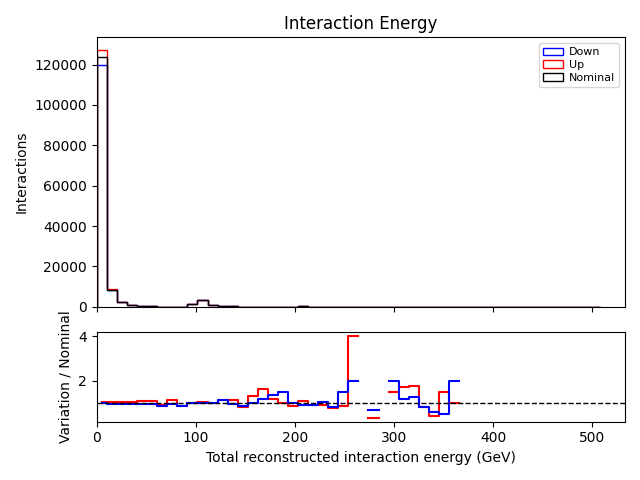 Interaction Energy
Interactions
120000
100000
80000
60000
40000
20000
0
Down
Up
Nominal
Variation / Nominal
4
2
0
100
200
300
400
500
Total reconstructed interaction energy (GeV)